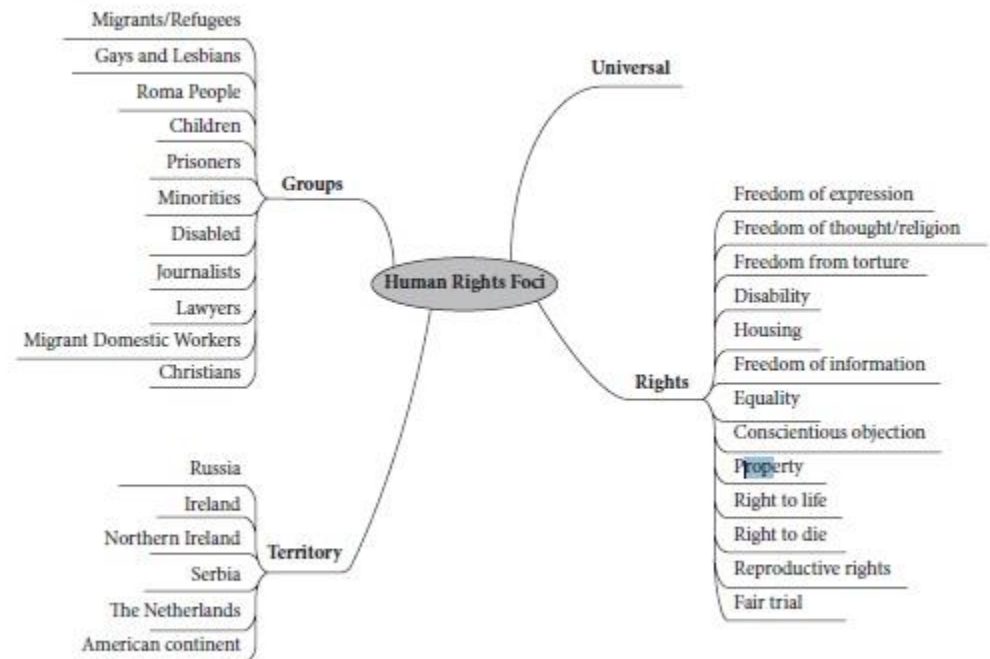 Migrants/Refugees
Gays and Lesbians
Roma People
Children
Prisoners
Minorities
Disabled
Journalists
Lawyers
Migrant Domestic Workers
Christians
Groups
Universal
Human Rights Foci
Rights
Freedom of expression
Freedom of thought/religion
Freedom from torture
Disability
Housing
Freedom of information
Equality
Conscientious objection
Property
Right to life
Right to die
Reproductive rights
Fair trial
Territory
Russia
Ireland
Northern Ireland
Serbia
The Netherlands
American continent